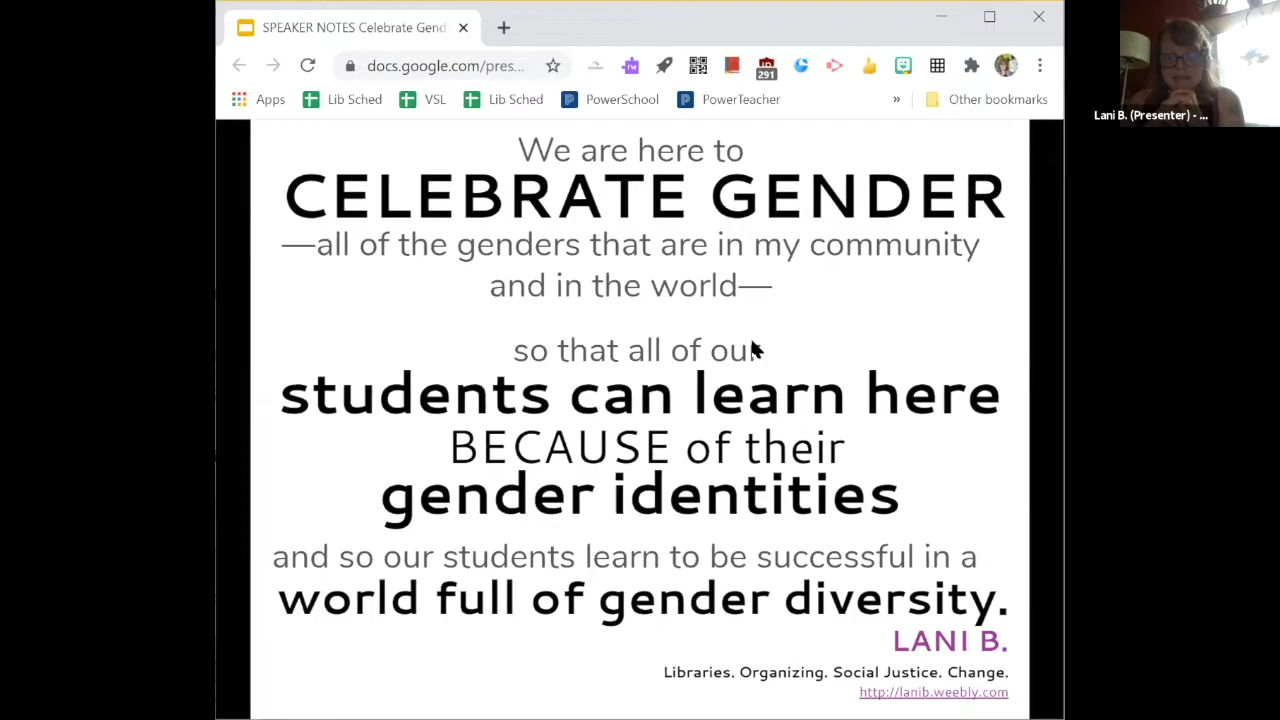 SPEAKER NOTES Celebrate Gend
docs.google.com/pres...
291
Apps Lib Sched VSL Lib Sched PowerSchool PowerTeacher » Other bookmarks
Lani B. (Presenter) - ...
We are here to
CELEBRATE GENDER
—all of the genders that are in my community
and in the world—
so that all of our
students can learn here
BECAUSE of their
gender identities
and so our students learn to be successful in a
world full of gender diversity.
LANI B.
Libraries. Organizing. Social Justice. Change.
http://lanib.weebly.com